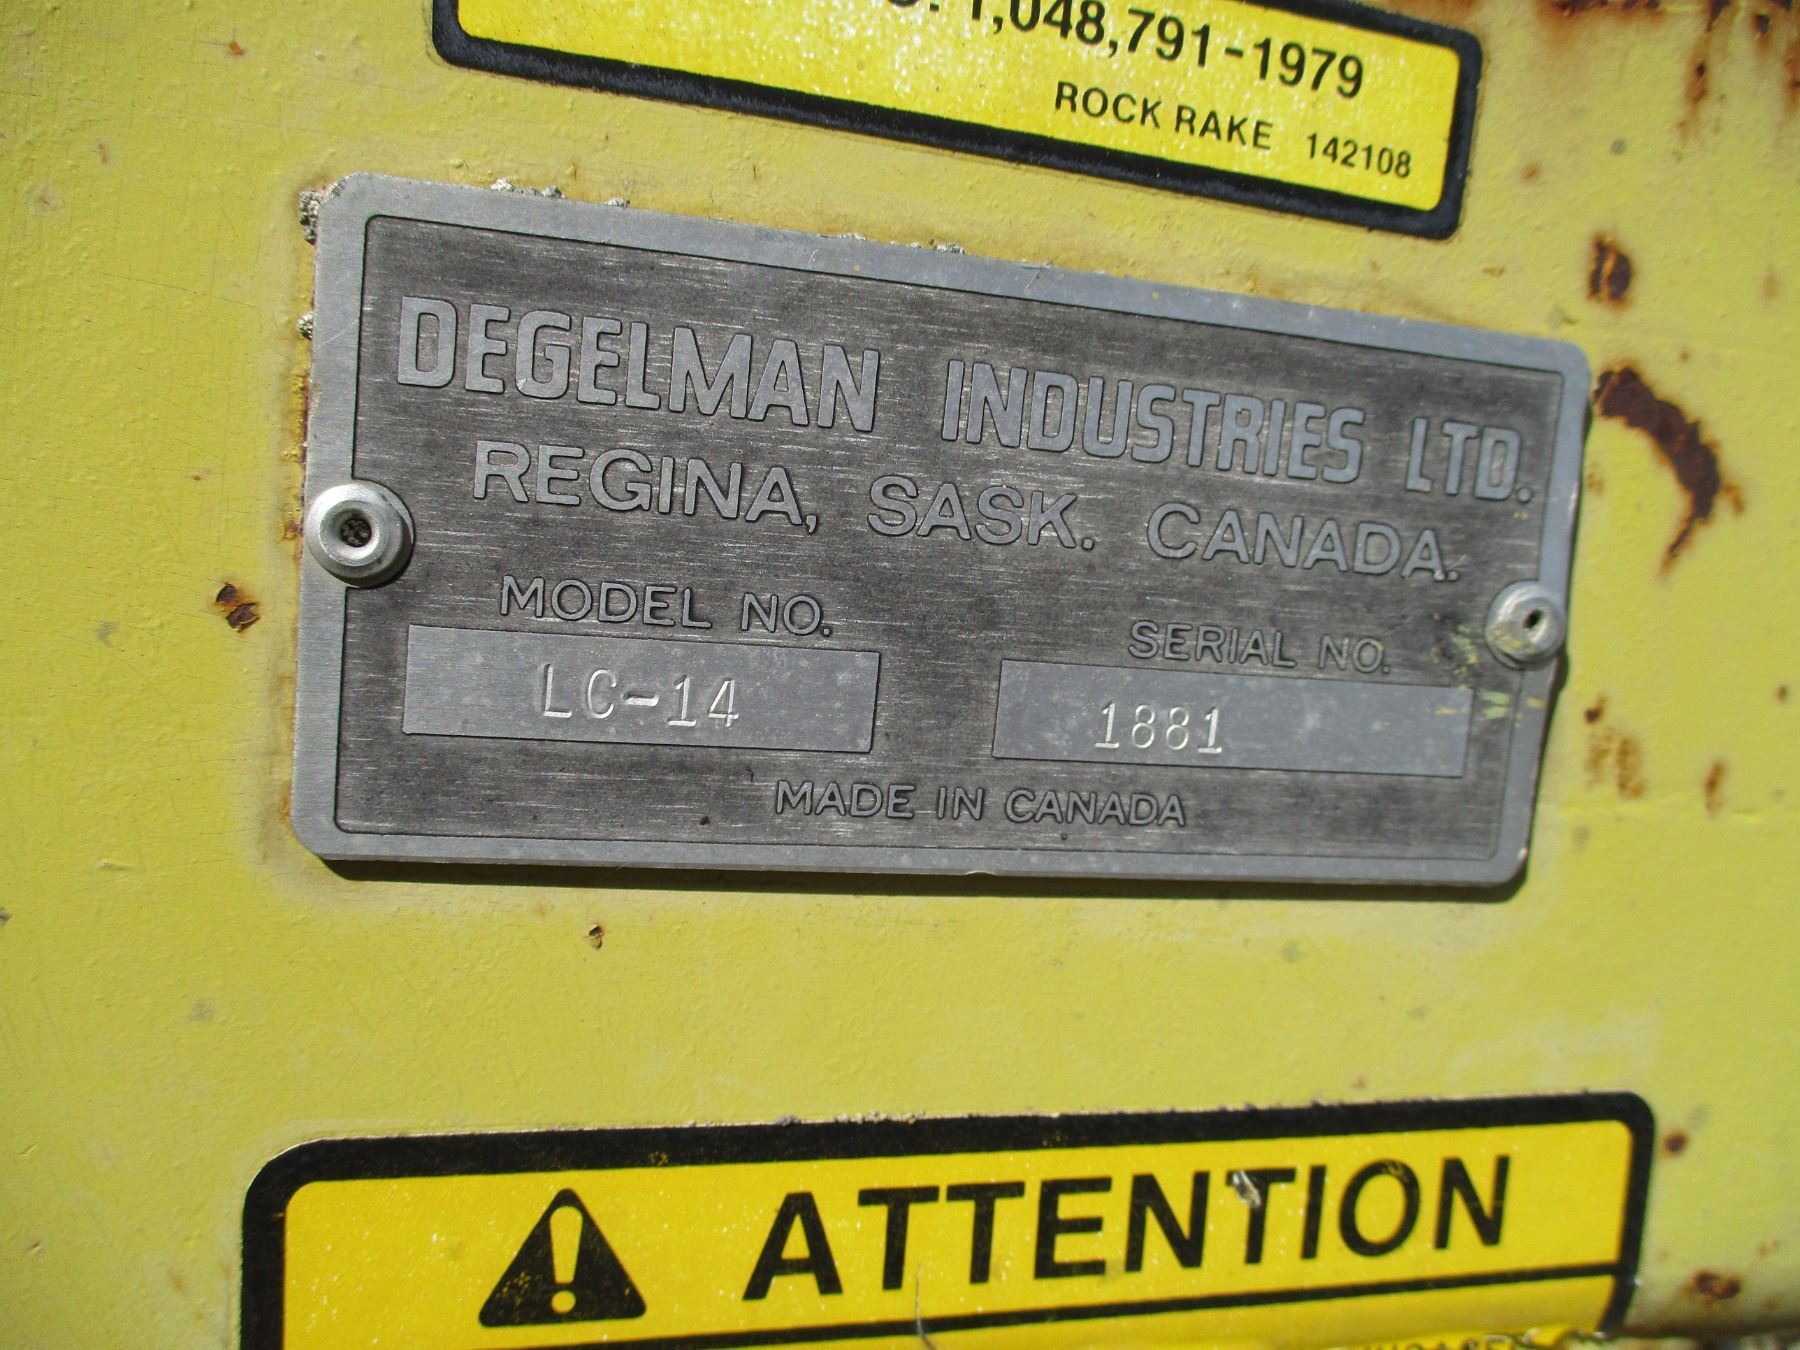 1,048,791-1979
ROCK RAKE 142108
DEGELMAN INDUSTRIES LTD.
REGINA, SASK. CANADA.
MODEL NO. SERIAL NO.
LC-14 1881
MADE IN CANADA
ATTENTION